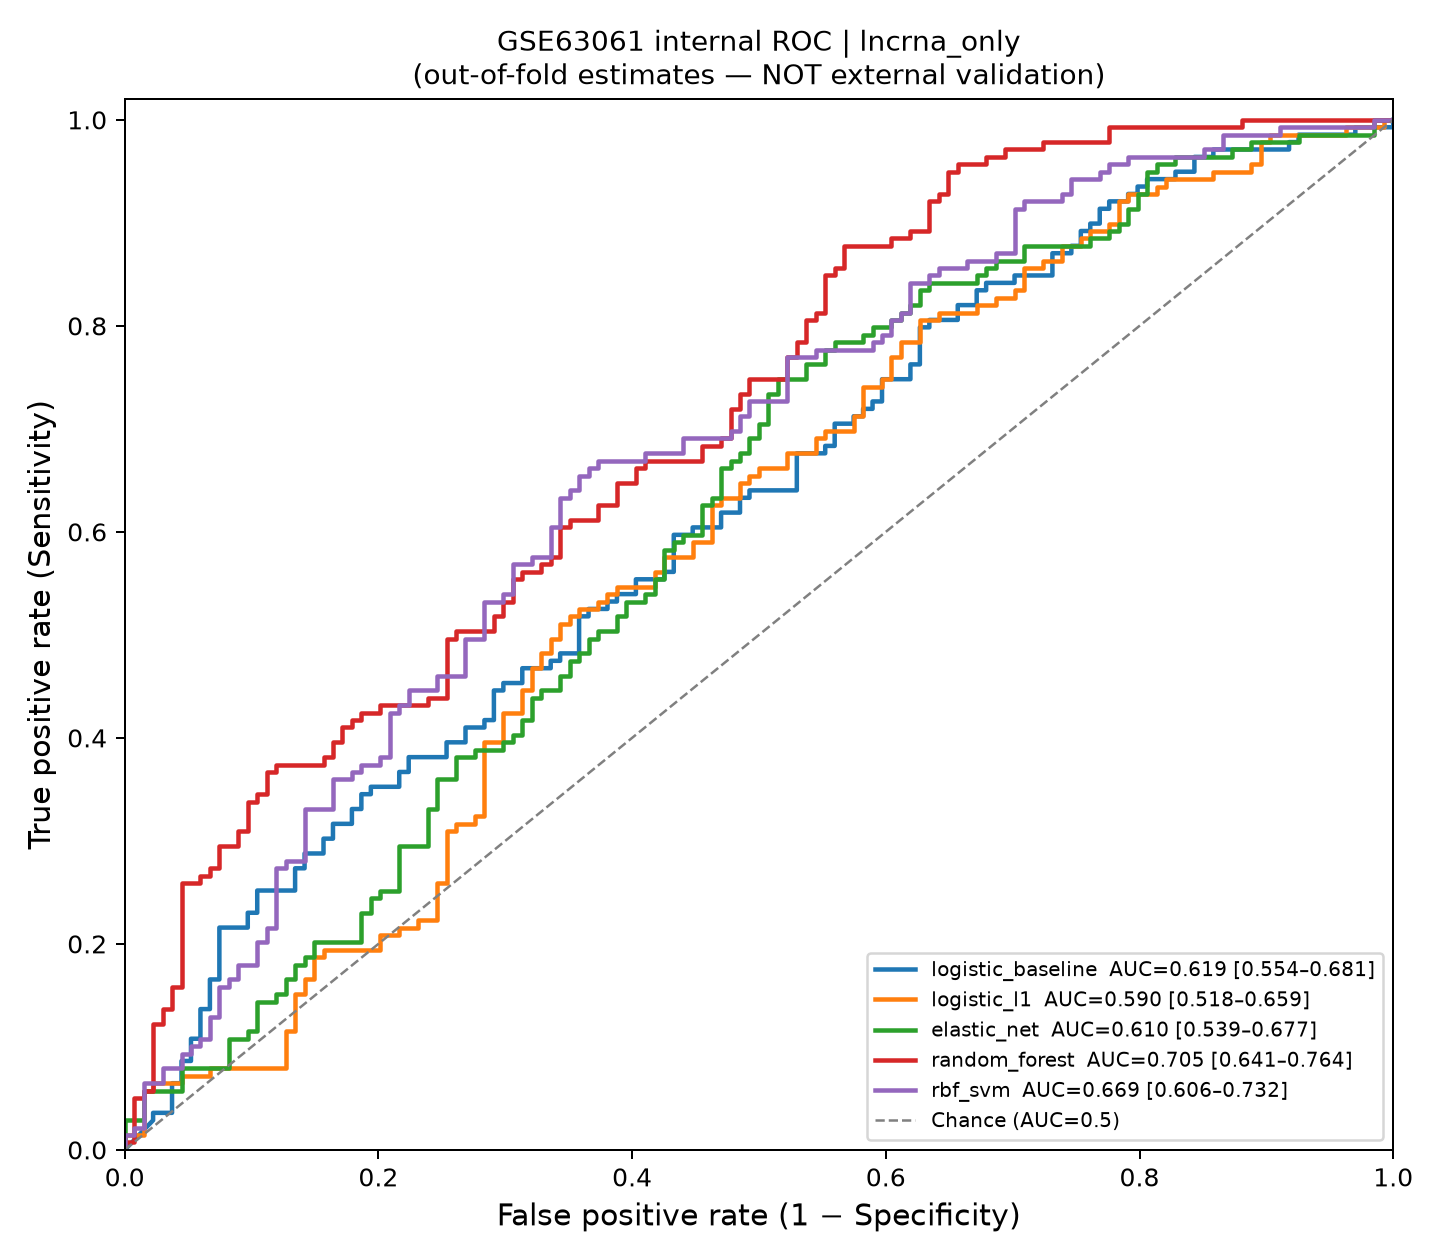 GSE63061 internal ROC | lncrna_only
(out-of-fold estimates — NOT external validation)
1.0
0.8
0.6
0.4
0.2
0.0
True positive rate (Sensitivity)
logistic_baseline AUC=0.619 [0.554–0.681]
logistic_l1 AUC=0.590 [0.518–0.659]
elastic_net AUC=0.610 [0.539–0.677]
random_forest AUC=0.705 [0.641–0.764]
rbf_svm AUC=0.669 [0.606–0.732]
Chance (AUC=0.5)
0.0 0.2 0.4 0.6 0.8 1.0
False positive rate (1 − Specificity)